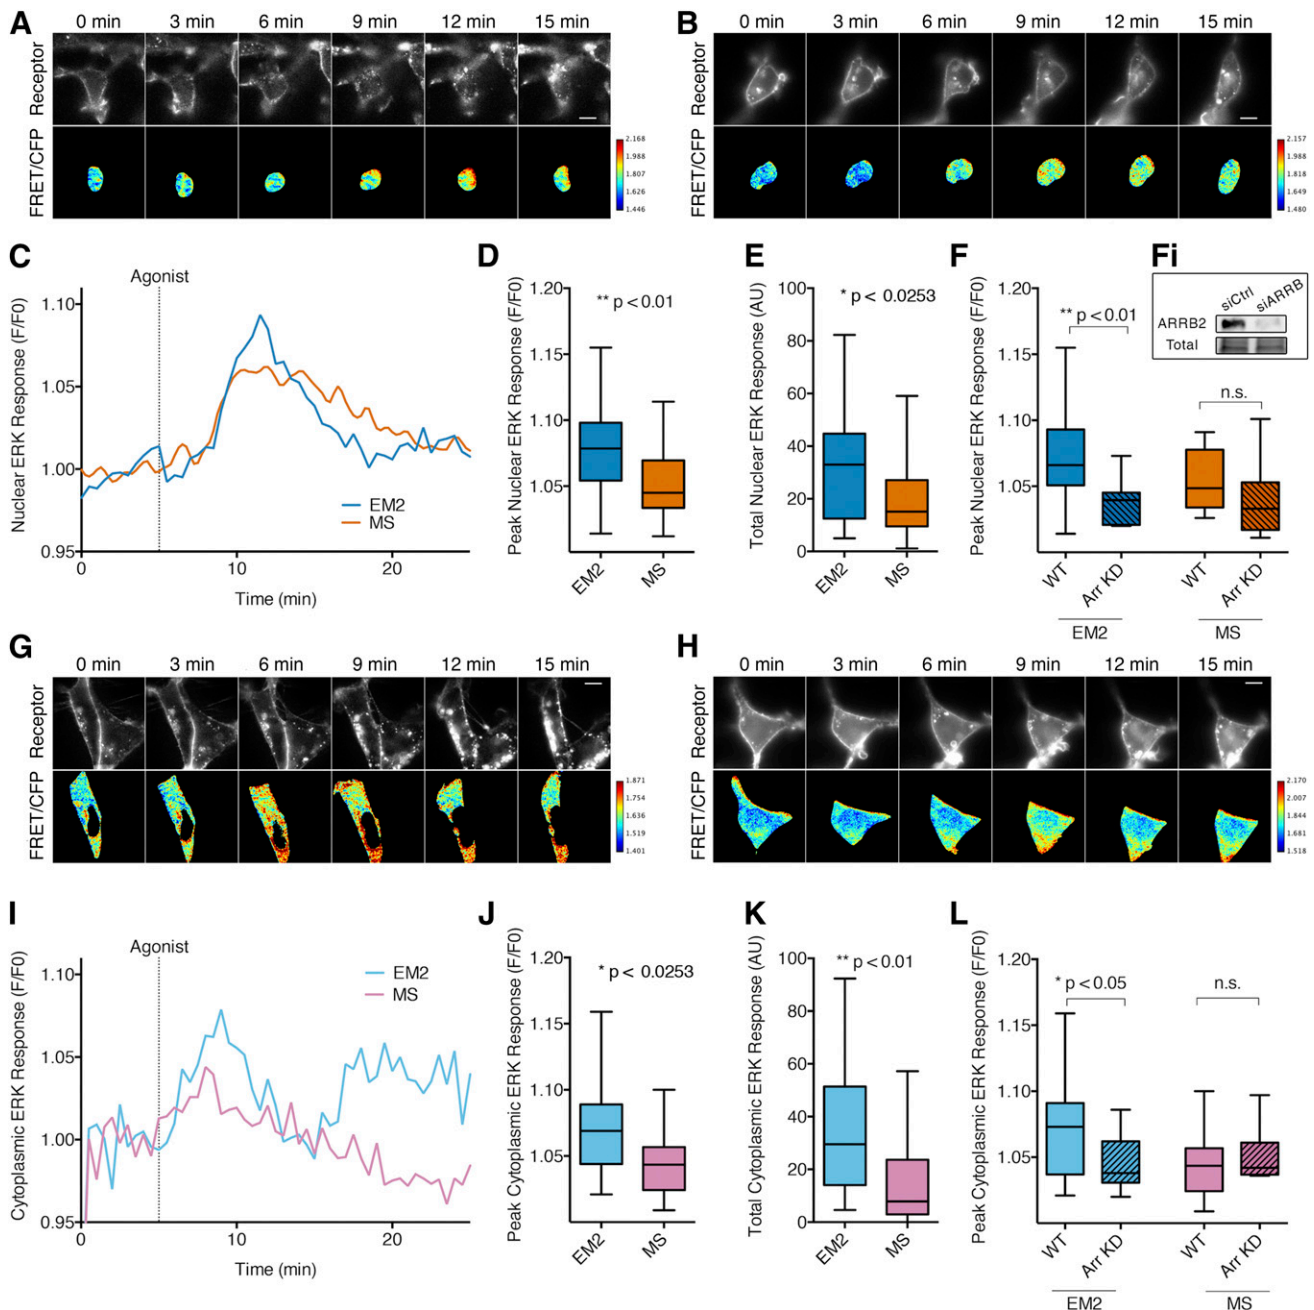 A
0 min 3 min 6 min 9 min 12 min 15 min
Receptor
FRET/CFP
2.168
1.988
1.807
1.626
1.446
B
0 min 3 min 6 min 9 min 12 min 15 min
Receptor
FRET/CFP
2.157
1.988
1.818
1.649
1.480
C
Agonist
Nuclear ERK Response (F/F0)
1.10
1.05
1.00
0.95
EM2
MS
0 10 20
Time (min)
D
Peak Nuclear ERK Response (F/F0)
1.20
1.15
1.10
1.05
** p < 0.01
EM2 MS
E
Total Nuclear ERK Response (AU)
100
80
60
40
20
0
* p < 0.0253
EM2 MS
F
Peak Nuclear ERK Response (F/F0)
1.20
1.15
1.10
1.05
** p < 0.01
n.s.
WT Arr KD WT Arr KD
EM2 MS
Fi
siCtrl siARRB
ARRB2
Total
G
0 min 3 min 6 min 9 min 12 min 15 min
Receptor
FRET/CFP
1.871
1.754
1.636
1.519
1.401
H
0 min 3 min 6 min 9 min 12 min 15 min
Receptor
FRET/CFP
2.170
2.007
1.844
1.681
1.518
I
Agonist
Cytoplasmic ERK Response (F/F0)
1.10
1.05
1.00
0.95
EM2
MS
0 10 20
Time (min)
J
Peak Cytoplasmic ERK Response (F/F0)
1.20
1.15
1.10
1.05
* p < 0.0253
EM2 MS
K
Total Cytoplasmic ERK Response (AU)
100
80
60
40
20
0
** p < 0.01
EM2 MS
L
Peak Cytoplasmic ERK Response (F/F0)
1.20
1.15
1.10
1.05
* p < 0.05
n.s.
WT Arr KD WT Arr KD
EM2 MS